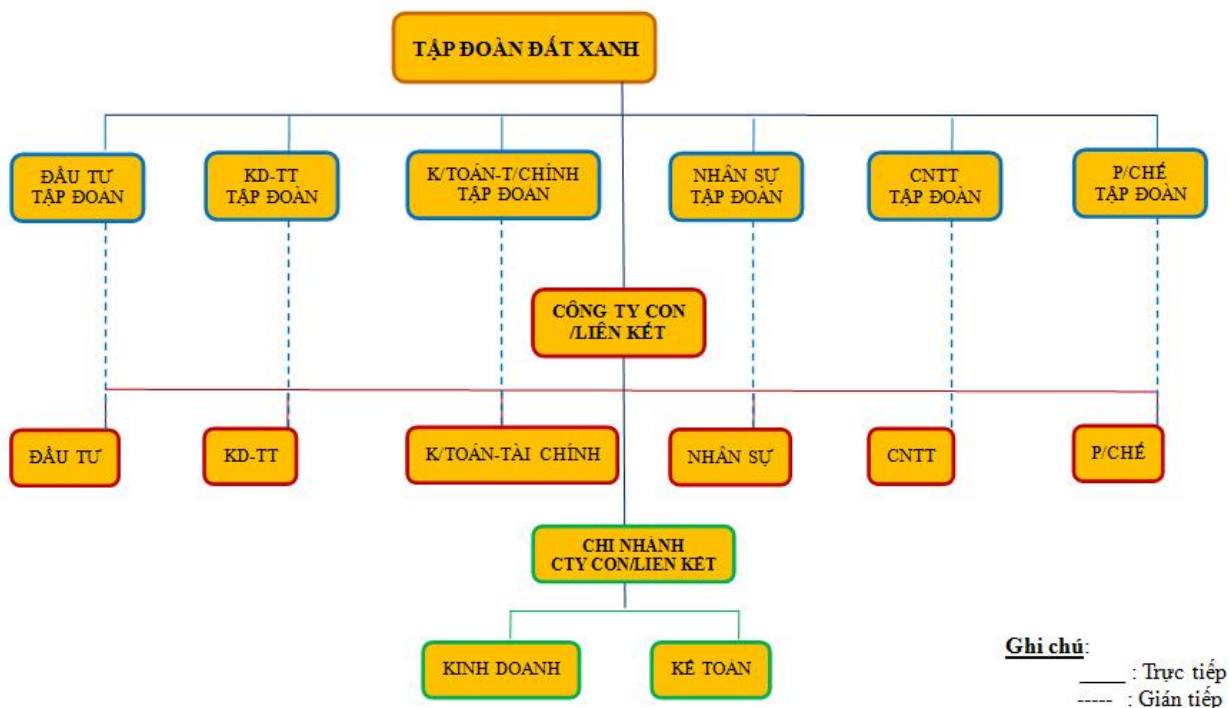 TẬP ĐOÀN ĐẤT XANH
ĐẦU TƯ
TẬP ĐOÀN
KD-TT
TẬP ĐOÀN
K/TOÁN-T/CHÍNH
TẬP ĐOÀN
NHÂN SỰ
TẬP ĐOÀN
CNTT
TẬP ĐOÀN
P/CHẾ
TẬP ĐOÀN
CÔNG TY CON
/LIÊN KẾT
ĐẦU TƯ
KD-TT
K/TOÁN-TÀI CHÍNH
NHÂN SỰ
CNTT
P/CHẾ
CHI NHÁNH
CTY CON/LIÊN KẾT
KINH DOANH
KẾ TOÁN
Ghi chú:
____ : Trực tiếp
----- : Gián tiếp